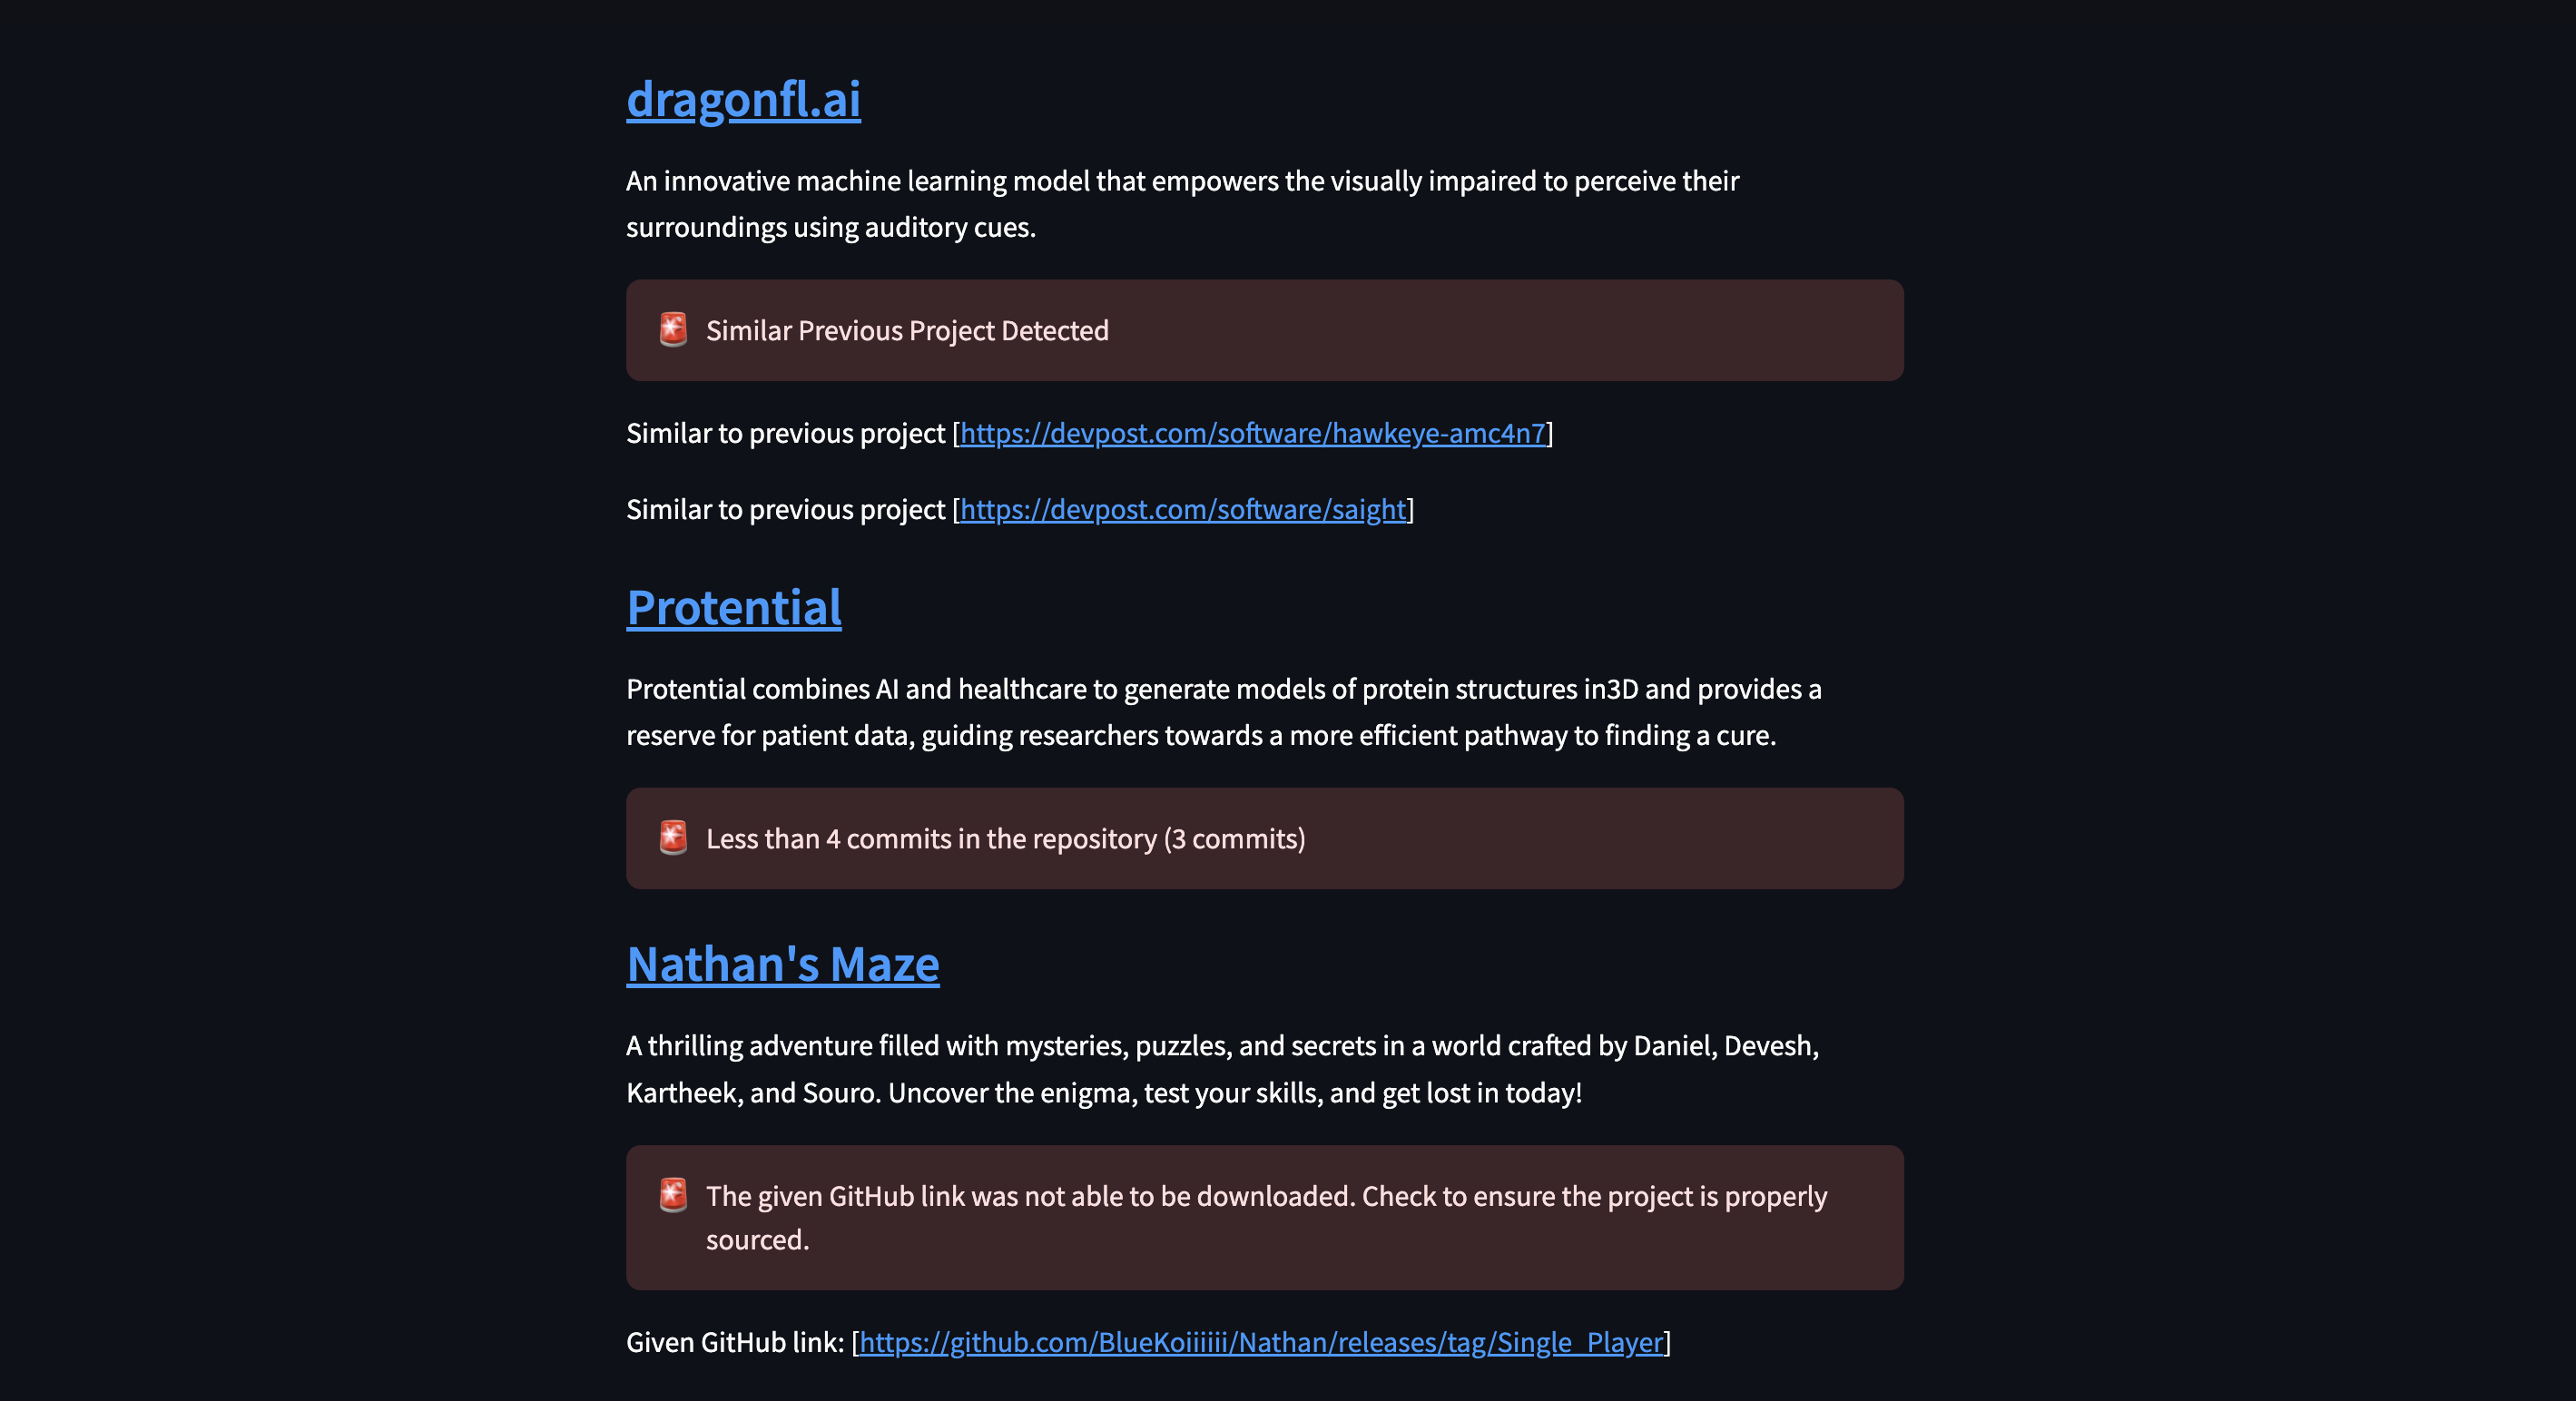 dragonfl.ai
An innovative machine learning model that empowers the visually impaired to perceive their
surroundings using auditory cues.
🚨 Similar Previous Project Detected
Similar to previous project [https://devpost.com/software/hawkeye-amc4n7]
Similar to previous project [https://devpost.com/software/saight]
Protential
Protential combines AI and healthcare to generate models of protein structures in3D and provides a
reserve for patient data, guiding researchers towards a more efficient pathway to finding a cure.
🚨 Less than 4 commits in the repository (3 commits)
Nathan's Maze
A thrilling adventure filled with mysteries, puzzles, and secrets in a world crafted by Daniel, Devesh,
Kartheek, and Souro. Uncover the enigma, test your skills, and get lost in today!
🚨 The given GitHub link was not able to be downloaded. Check to ensure the project is properly
sourced.
Given GitHub link: [https://github.com/BlueKoiiiiii/Nathan/releases/tag/Single_Player]